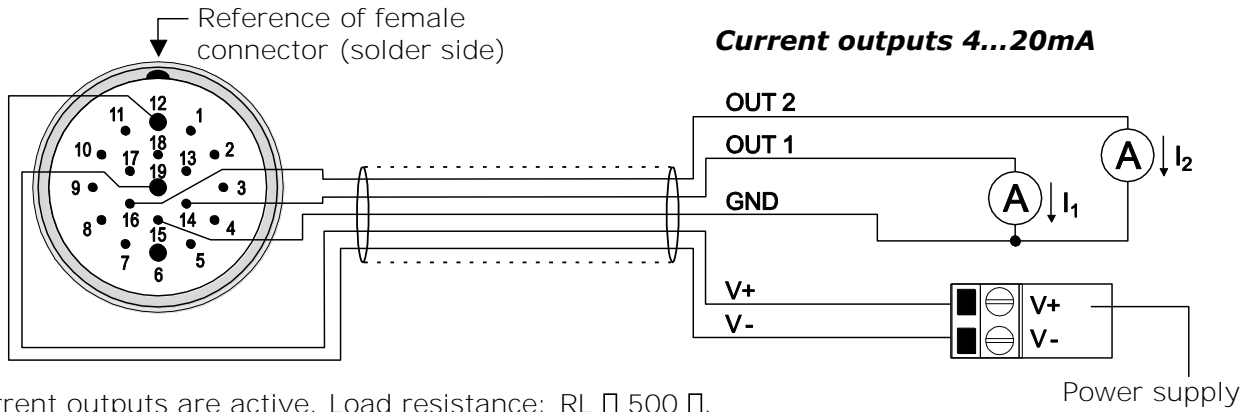 Reference of female
connector (solder side)
Current outputs 4...20mA
12
11
1
10
17
18
13
2
9
19
3
16
14
8
15
4
7
6
5
OUT 2
OUT 1
GND
V+
V-
A
I2
A
I1
V+
V-
Power supply
rrent outputs are active. Load resistance: RL ▯ 500 ▯.